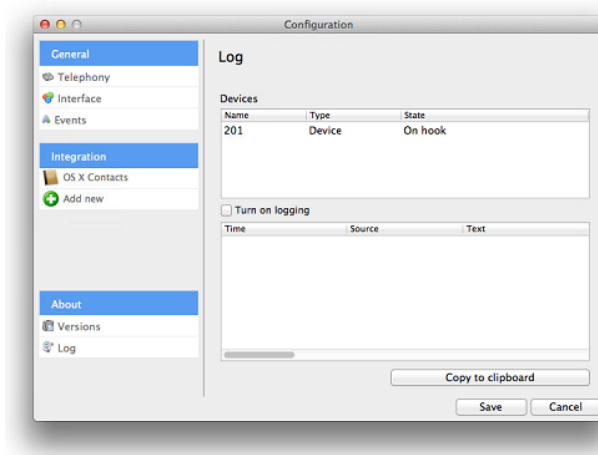 Configuration
General
Telephony
Interface
Events
Integration
OS X Contacts
Add new
About
Versions
Log
Log
Devices
Name Type State
201 Device On hook
Turn on logging
Time Source Text
Copy to clipboard
Save Cancel